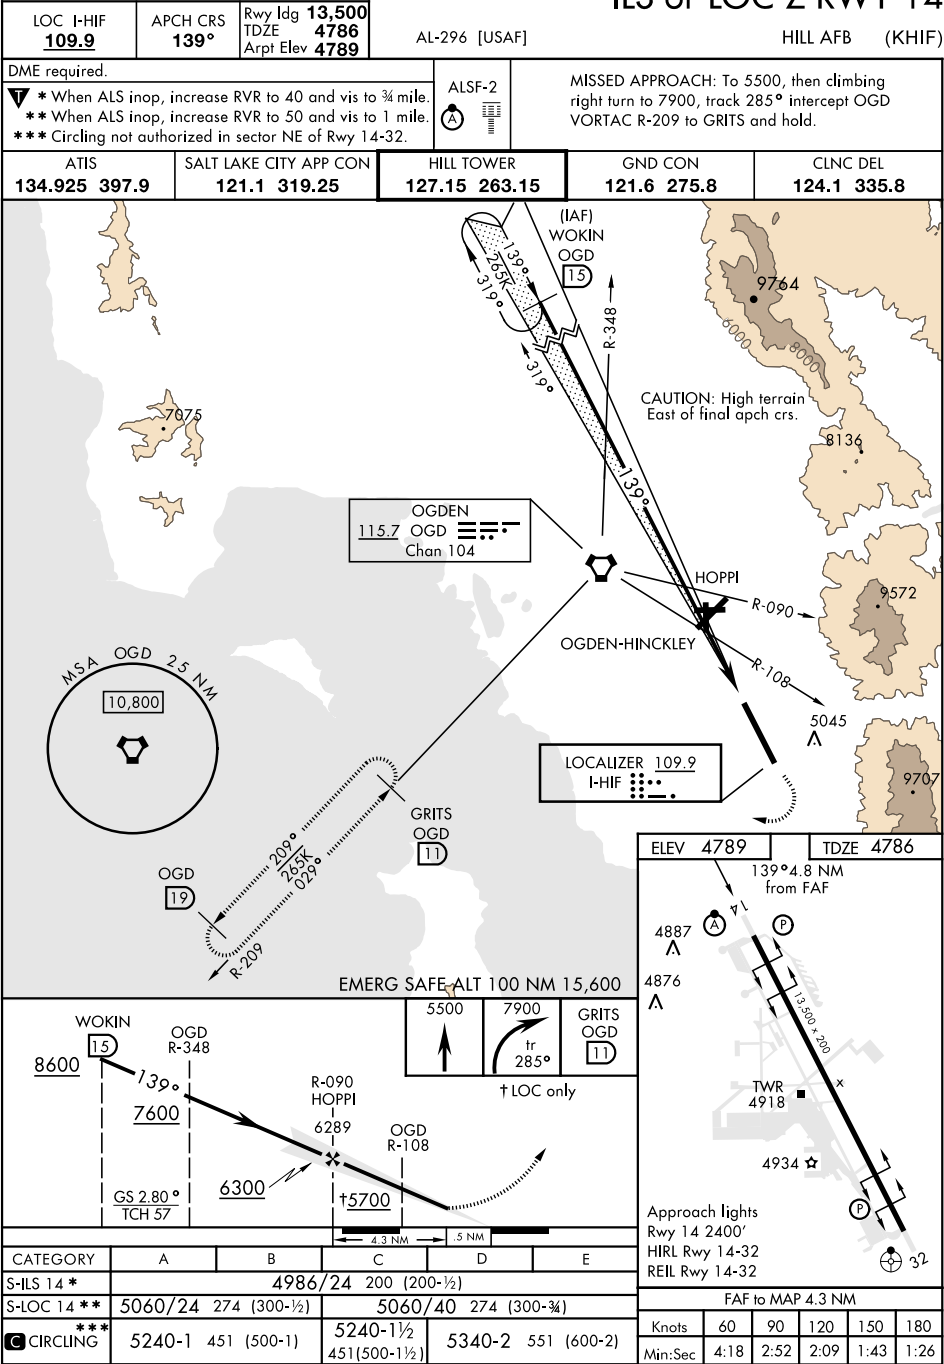 ILS or LOC Z RWY 14
LOC I-HIF
109.9
APCH CRS
139°
Rwy ldg 13,500
TDZE 4786
Arpt Elev 4789
AL-296 [USAF]
HILL AFB (KHIF)
DME required.
T * When ALS inop, increase RVR to 40 and vis to ¾ mile.
** When ALS inop, increase RVR to 50 and vis to 1 mile.
*** Circling not authorized in sector NE of Rwy 14-32.
ALSF-2
A
MISSED APPROACH: To 5500, then climbing
right turn to 7900, track 285° intercept OGD
VORTAC R-209 to GRITS and hold.
ATIS
134.925 397.9
SALT LAKE CITY APP CON
121.1 319.25
HILL TOWER
127.15 263.15
GND CON
121.6 275.8
CLNC DEL
124.1 335.8
(IAF)
WOKIN
OGD
15
139°
265K
319°
319°
R-348
9764
8000
8000
CAUTION: High terrain
East of final apch crs.
7075
8136
139°
OGDEN
115.7 OGD
Chan 104
HOPPI
R-090
9572
OGDEN-HINCKLEY
R-108
MSA OGD 25 NM
10,800
5045
LOCALIZER 109.9
I-HIF
9707
GRITS
OGD
11
209°
265K
029°
OGD
19
R-209
EMERG SAFE ALT 100 NM 15,600
ELEV 4789
TDZE 4786
139° 4.8 NM
from FAF
14
A
P
4887
4876
13,500 x 200
x
TWR
4918
4934
P
Approach lights
Rwy 14 2400'
HIRL Rwy 14-32
REIL Rwy 14-32
32
WOKIN
15
OGD
R-348
8600
139°
7600
R-090
HOPPI
6289
OGD
R-108
6300
†5700
GS 2.80°
TCH 57
5500
7900
tr
285°
GRITS
OGD
11
† LOC only
4.3 NM
.5 NM
CATEGORY A B C D E
S-ILS 14 * 4986/24 200 (200-½)
S-LOC 14 ** 5060/24 274 (300-½) 5060/40 274 (300-¾)
C CIRCLING *** 5240-1 451 (500-1) 5240-1½ 451(500-1½) 5340-2 551 (600-2)
FAF to MAP 4.3 NM
Knots 60 90 120 150 180
Min:Sec 4:18 2:52 2:09 1:43 1:26